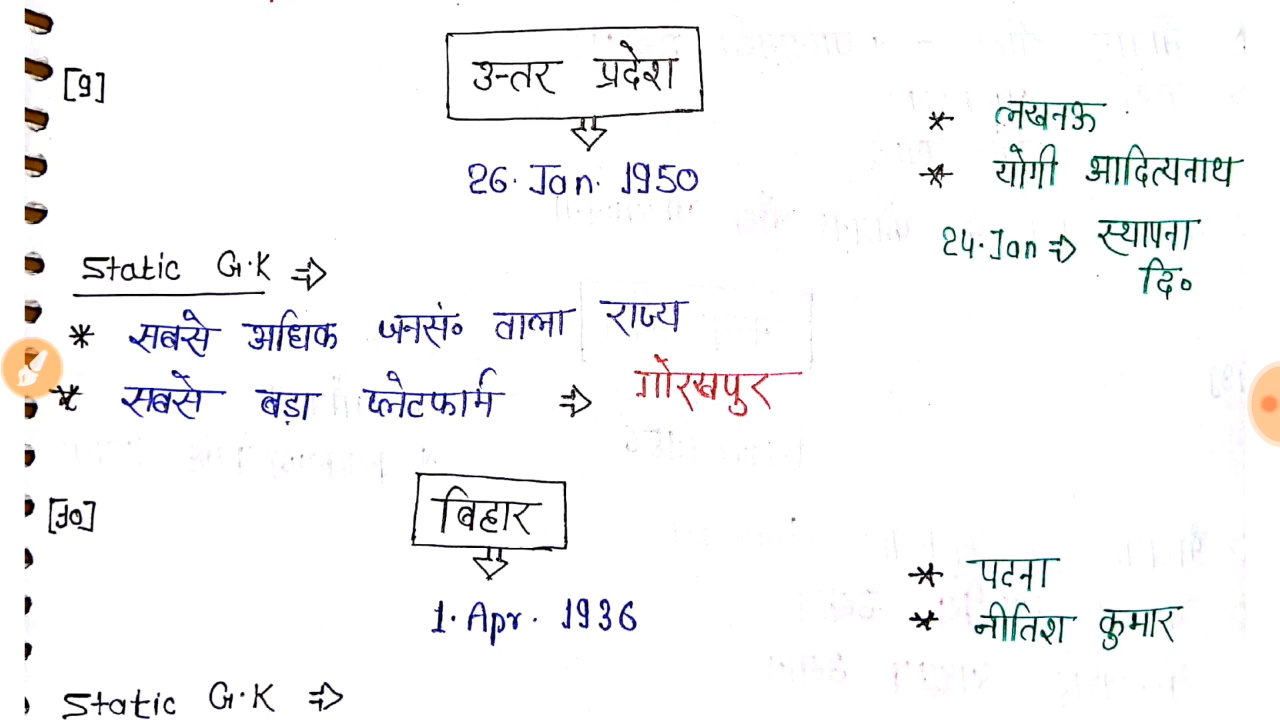 [9]
उत्तर प्रदेश
26. Jan. 1950
* लखनऊ
* योगी आदित्यनाथ
24. Jan ⇒ स्थापना
दि०
Static G.K ⇒
* सबसे अधिक जनसं० वाला राज्य
* सबसे बड़ा प्लेटफार्म ⇒ गोरखपुर
[10]
बिहार
1. Apr. 1936
* पटना
* नीतिश कुमार
Static G.K ⇒